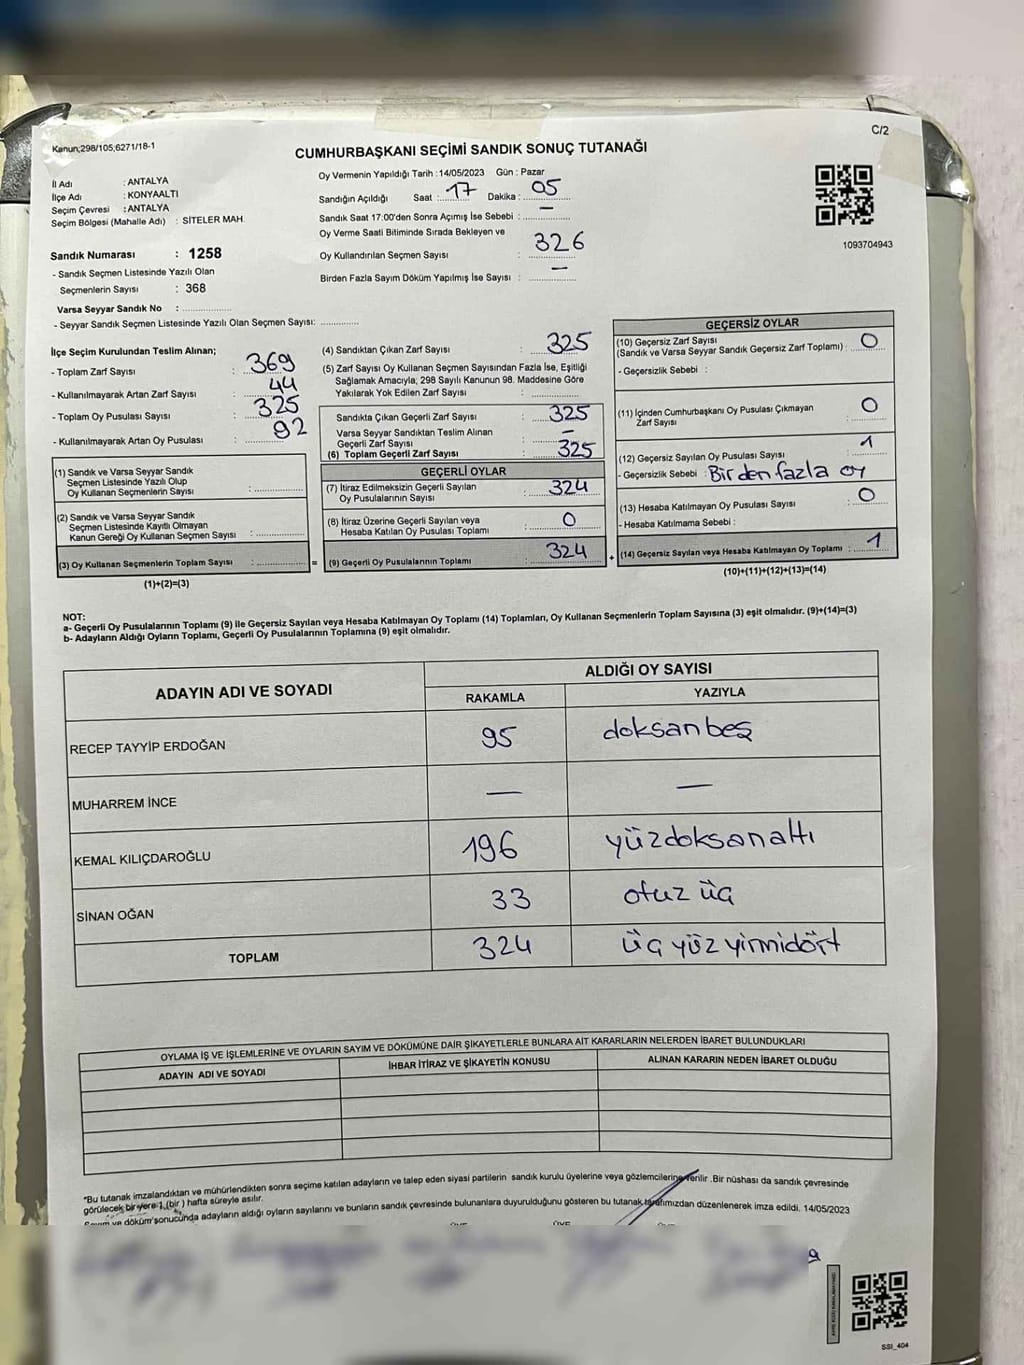 Kanun;298/105,6271/18-1
C/2
CUMHURBAŞKANI SEÇİMİ SANDIK SONUÇ TUTANAĞI
İl Adı : ANTALYA
İlçe Adı : KONYAALTI
Seçim Çevresi : ANTALYA
Seçim Bölgesi (Mahalle Adı) : SİTELER MAH.
Sandık Numarası : 1258
- Sandık Seçmen Listesinde Yazılı Olan
Seçmenlerin Sayısı : 368
Varsa Seyyar Sandık No : ..............
- Seyyar Sandık Seçmen Listesinde Yazılı Olan Seçmen Sayısı: ............
Oy Vermenin Yapıldığı Tarih :14/05/2023 Gün : Pazar
Sandığın Açıldığı Saat :17 Dakika : 05
Sandık Saat 17:00'den Sonra Açımış İse Sebebi : —
Oy Verme Saati Bitiminde Sırada Bekleyen ve
Oy Kullandırılan Seçmen Sayısı : 326
Birden Fazla Sayım Döküm Yapılmış İse Sayısı : —
1093704943
İlçe Seçim Kurulundan Teslim Alınan;
- Toplam Zarf Sayısı : 369
- Kullanılmayarak Artan Zarf Sayısı : 44
- Toplam Oy Pusulası Sayısı : 325
- Kullanılmayarak Artan Oy Pusulası : 92
(1) Sandık ve Varsa Seyyar Sandık
Seçmen Listesinde Yazılı Olup
Oy Kullanan Seçmenlerin Sayısı : ............
(2) Sandık ve Varsa Seyyar Sandık
Seçmen Listesinde Kayıtlı Olmayan
Kanun Gereği Oy Kullanan Seçmen Sayısı : ............
(3) Oy Kullanan Seçmenlerin Toplam Sayısı : ............ =
(1)+(2)=(3)
(4) Sandıktan Çıkan Zarf Sayısı : 325
(5) Zarf Sayısı Oy Kullanan Seçmen Sayısından Fazla İse, Eşitliği
Sağlamak Amacıyla; 298 Sayılı Kanunun 98. Maddesine Göre
Yakılarak Yok Edilen Zarf Sayısı : ............
Sandıkta Çıkan Geçerli Zarf Sayısı : 325
Varsa Seyyar Sandıktan Teslim Alınan
Geçerli Zarf Sayısı : —
(6) Toplam Geçerli Zarf Sayısı : 325
GEÇERLİ OYLAR
(7) İtiraz Edilmeksizin Geçerli Sayılan
Oy Pusulalarının Sayısı : 324
(8) İtiraz Üzerine Geçerli Sayılan veya
Hesaba Katılan Oy Pusulası Toplamı : 0
(9) Geçerli Oy Pusulalarının Toplamı : 324 +
GEÇERSİZ OYLAR
(10) Geçersiz Zarf Sayısı
(Sandık ve Varsa Seyyar Sandık Geçersiz Zarf Toplamı) : 0
- Geçersizlik Sebebi :
(11) İçinden Cumhurbaşkanı Oy Pusulası Çıkmayan
Zarf Sayısı : 0
(12) Geçersiz Sayılan Oy Pusulası Sayısı : 1
- Geçersizlik Sebebi : Birden fazla oy
(13) Hesaba Katılmayan Oy Pusulası Sayısı : 0
- Hesaba Katılmama Sebebi :
(14) Geçersiz Sayılan veya Hesaba Katılmayan Oy Toplamı : 1
(10)+(11)+(12)+(13)=(14)
NOT:
a- Geçerli Oy Pusulalarının Toplamı (9) ile Geçersiz Sayılan veya Hesaba Katılmayan Oy Toplamı (14) Toplamları, Oy Kullanan Seçmenlerin Toplam Sayısına (3) eşit olmalıdır. (9)+(14)=(3)
b- Adayların Aldığı Oyların Toplamı, Geçerli Oy Pusulalarının Toplamına (9) eşit olmalıdır.
ADAYIN ADI VE SOYADI
ALDIĞI OY SAYISI
RAKAMLA YAZIYLA
RECEP TAYYİP ERDOĞAN 95 doksanbeş
MUHARREM İNCE — —
KEMAL KILIÇDAROĞLU 196 yüzdoksanaltı
SİNAN OĞAN 33 otuz üç
TOPLAM 324 üç yüz yirmidört
OYLAMA İŞ VE İŞLEMLERİNE VE OYLARIN SAYIM VE DÖKÜMÜNE DAİR ŞİKAYETLERLE BUNLARA AİT KARARLARIN NELERDEN İBARET BULUNDUKLARI
ADAYIN ADI VE SOYADI İHBAR İTİRAZ VE ŞİKAYETİN KONUSU ALINAN KARARIN NEDEN İBARET OLDUĞU
*Bu tutanak imzalandıktan ve mühürlendikten sonra seçime katılan adayların ve talep eden siyasi partilerin sandık kurulu üyelerine veya gözlemcilerine verilir .Bir nüshası da sandık çevresinde
görülecek bir yere 1 (bir ) hafta süreyle asılır.
Sayım ve döküm sonucunda adayların aldığı oyların sayılarını ve bunların sandık çevresinde bulunanlara duyurulduğunu gösteren bu tutanak tarafımızdan düzenlenerek imza edildi. 14/05/2023
SSI_404